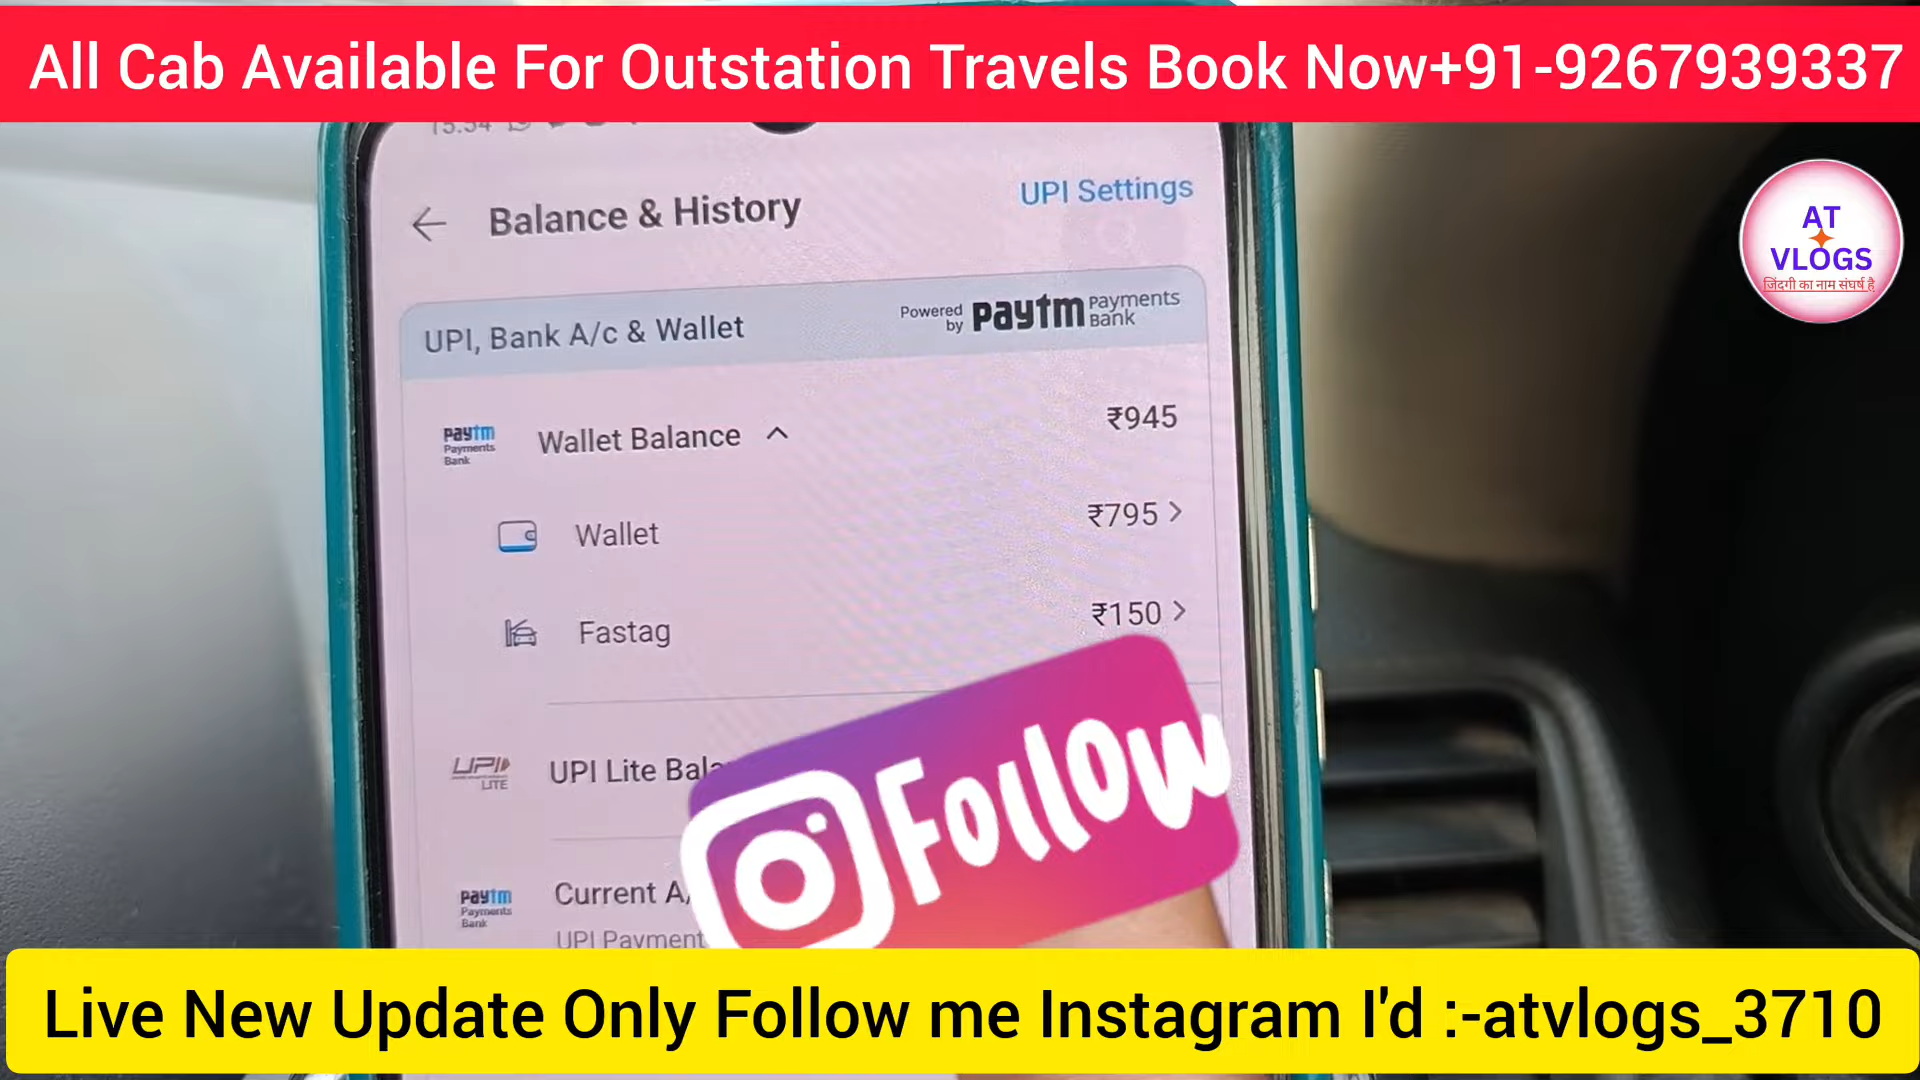 All Cab Available For Outstation Travels Book Now+91-9267939337
15:54
Balance & History
UPI Settings
AT
VLOGS
जिंदगी का नाम संघर्ष है
UPI, Bank A/c & Wallet
Powered by paytm Payments Bank
paytm Payments Bank
Wallet Balance
₹945
Wallet
₹795
Fastag
₹150
UPI LITE
UPI Lite
Follow
paytm Payments Bank
Current
UPI Payment
Live New Update Only Follow me Instagram I'd :-atvlogs_3710